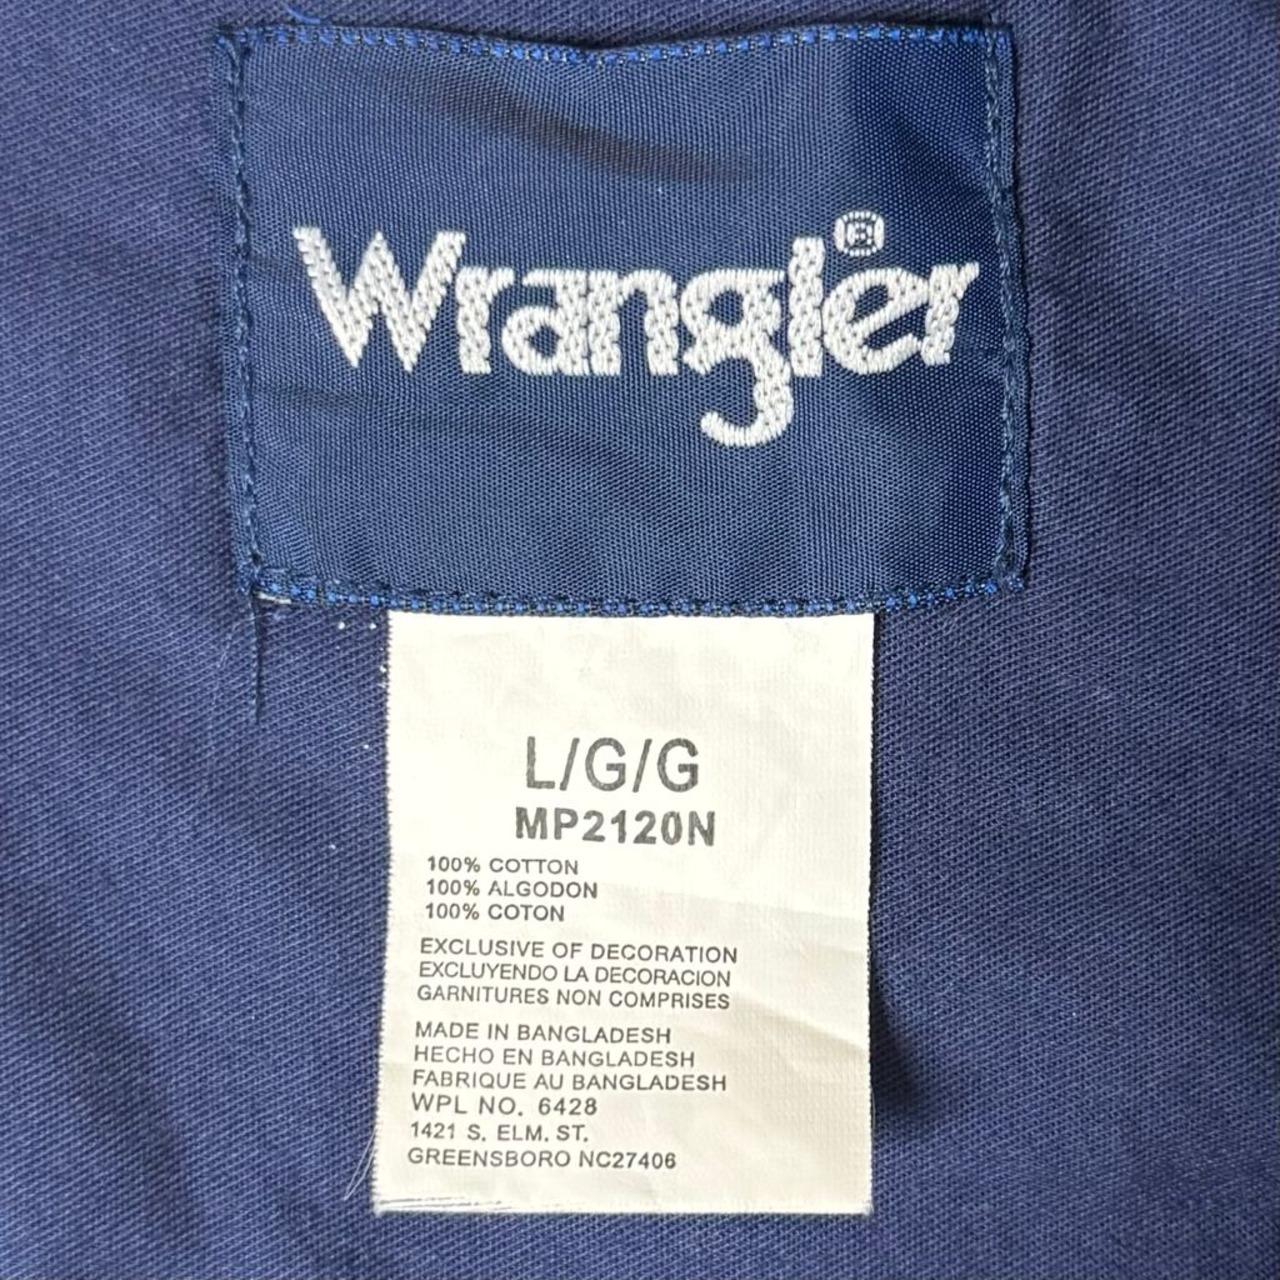 Wrangler®
L/G/G
MP2120N
100% COTTON
100% ALGODON
100% COTON
EXCLUSIVE OF DECORATION
EXCLUYENDO LA DECORACION
GARNITURES NON COMPRISES
MADE IN BANGLADESH
HECHO EN BANGLADESH
FABRIQUE AU BANGLADESH
WPL NO. 6428
1421 S. ELM. ST.
GREENSBORO NC27406